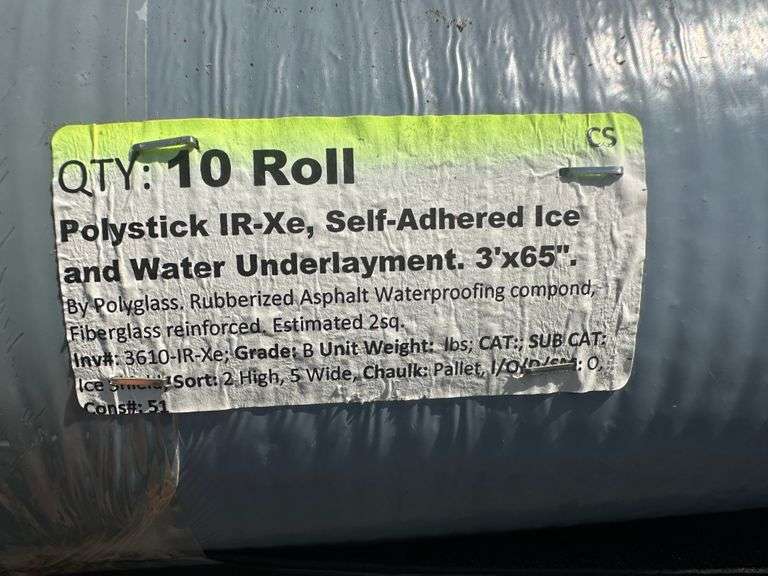 CS
QTY: 10 Roll
Polystick IR-Xe, Self-Adhered Ice
and Water Underlayment. 3'x65".
By Polyglass. Rubberized Asphalt Waterproofing compond,
Fiberglass reinforced. Estimated 2sq.
Inv#: 3610-IR-Xe; Grade: B Unit Weight: lbs; CAT:; SUB CAT:
Ice Sort: 2 High, 5 Wide, Chaulk: Pallet, O,
Cons#: 51